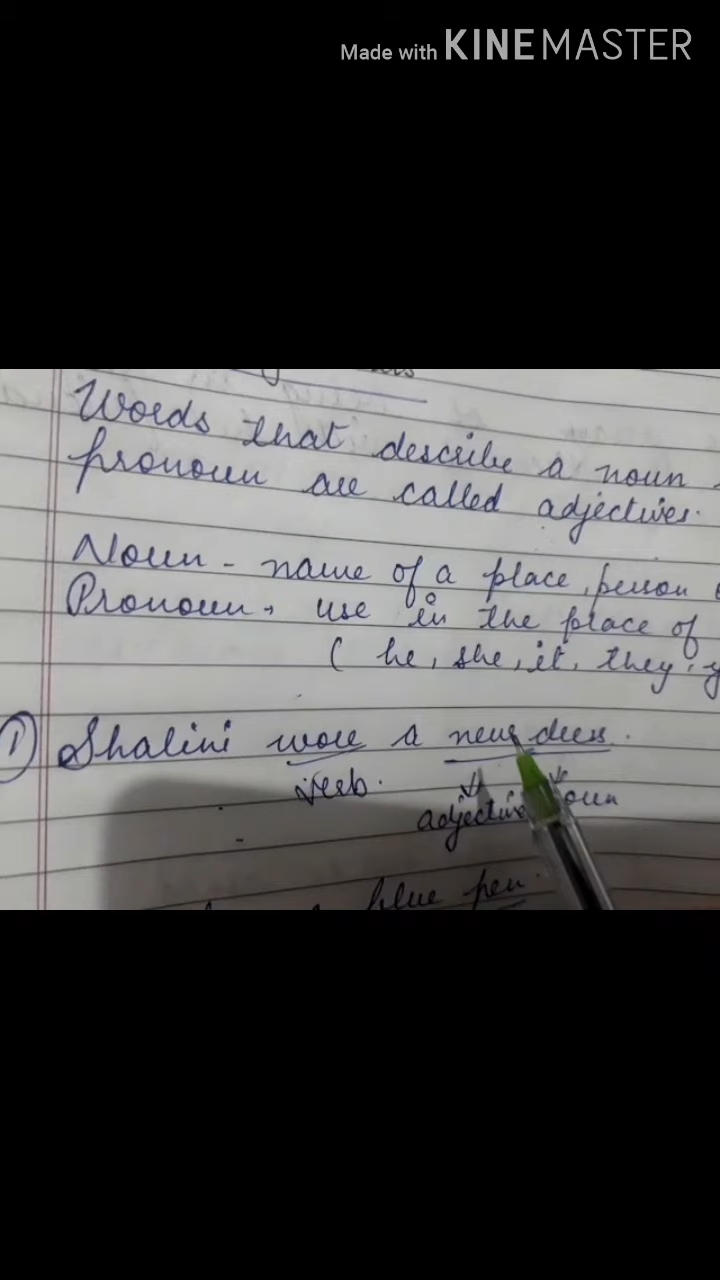 Made with KINEMASTER
Words that describe a noun
pronoun are called adjectives.
Noun - name of a place, person
Pronoun → use in the place of
( he, she, it, they,
① Shalini wore a new dress.
verb. adjective noun
blue pen.